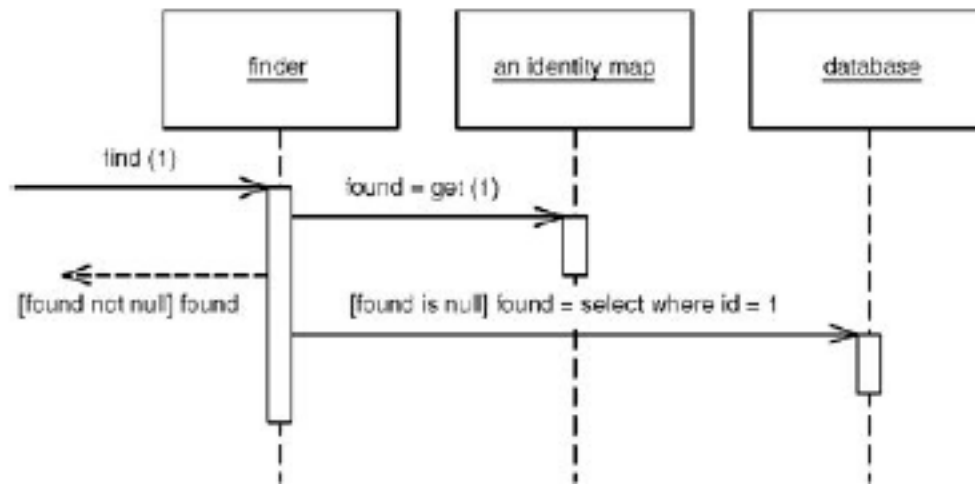 finder
an identity map
database
find (1)
found = get (1)
[found not null] found
[found is null] found = select where id = 1